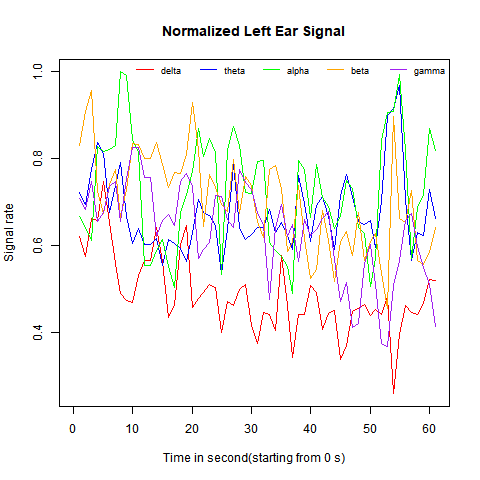 Normalized Left Ear Signal
delta theta alpha beta gamma
1.0
0.8
0.6
0.4
Signal rate
0 10 20 30 40 50 60
Time in second(starting from 0 s)